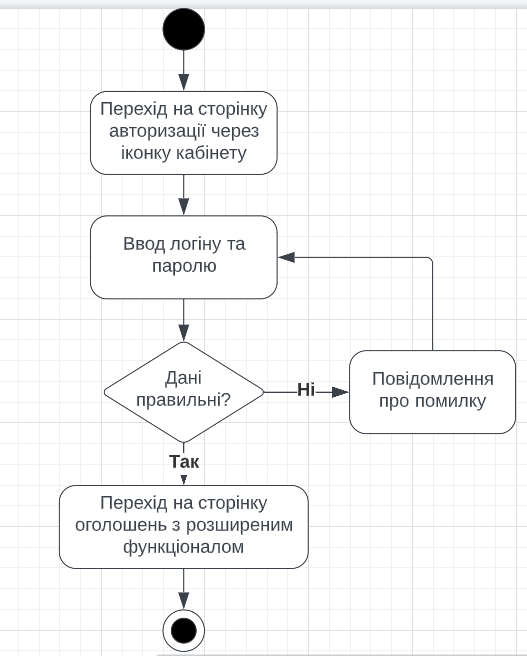 Перехід на сторінку
авторизації через
іконку кабінету
Ввод логіну та
паролю
Дані
правильні?
Ні
Повідомлення
про помилку
Так
Перехід на сторінку
оголошень з розширеним
функціоналом